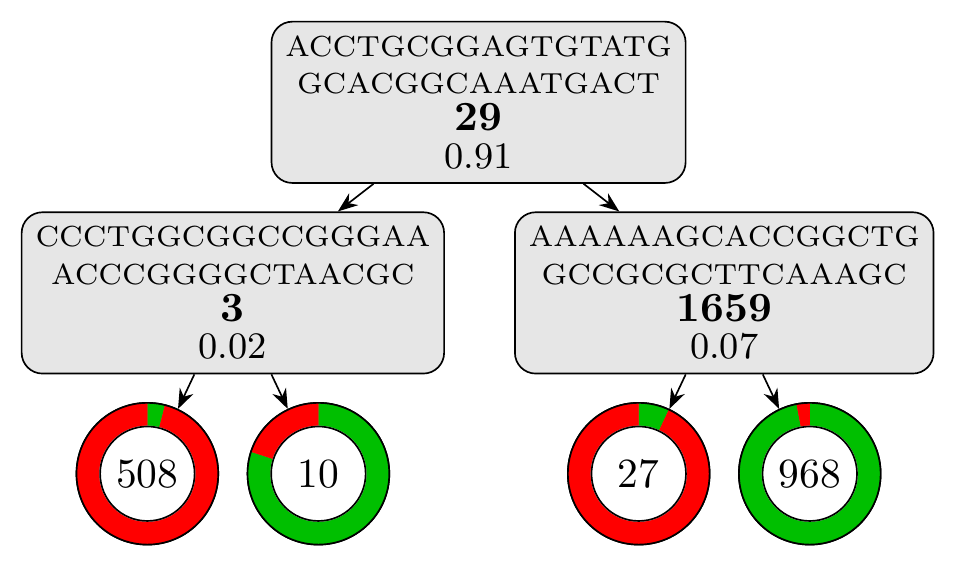 ACCTGCGGAGTGTATG
GCACGGCAAATGACT
29
0.91
CCCTGGCGGCCGGGAA
ACCCGGGGCTAACGC
3
0.02
AAAAAAGCACCGGCTG
GCCGCGCTTCAAAGC
1659
0.07
508
10
27
968